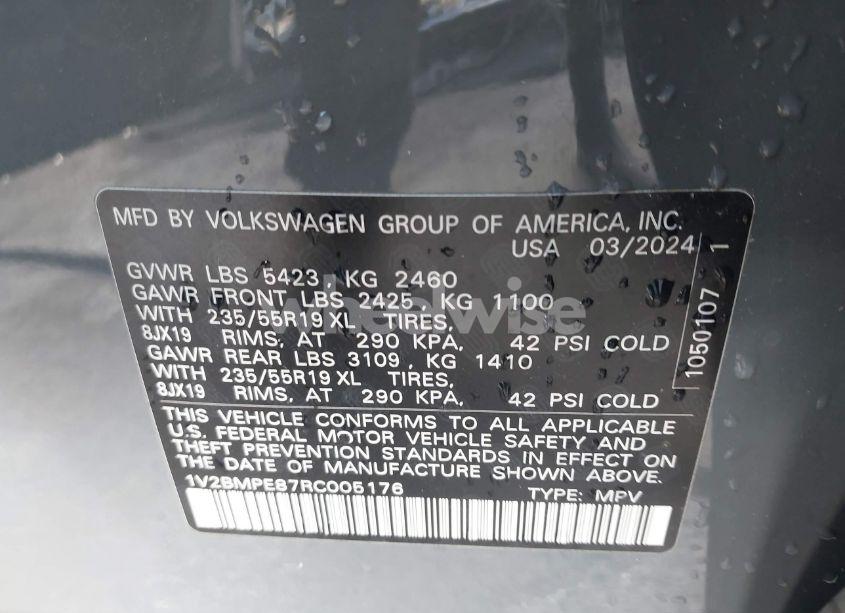 MFD BY VOLKSWAGEN GROUP OF AMERICA, INC.
USA 03/2024
GVWR LBS 5423, KG 2460
GAWR FRONT LBS 2425, KG 1100
WITH 235/55R19 XL TIRES,
8JX19 RIMS, AT 290 KPA, 42 PSI COLD
GAWR REAR LBS 3109, KG 1410
WITH 235/55R19 XL TIRES,
8JX19 RIMS, AT 290 KPA, 42 PSI COLD
THIS VEHICLE CONFORMS TO ALL APPLICABLE
U.S. FEDERAL MOTOR VEHICLE SAFETY AND
THEFT PREVENTION STANDARDS IN EFFECT ON
THE DATE OF MANUFACTURE SHOWN ABOVE.
1V2BMPE87RC005176 TYPE: MPV
1050107 1
wheelwise